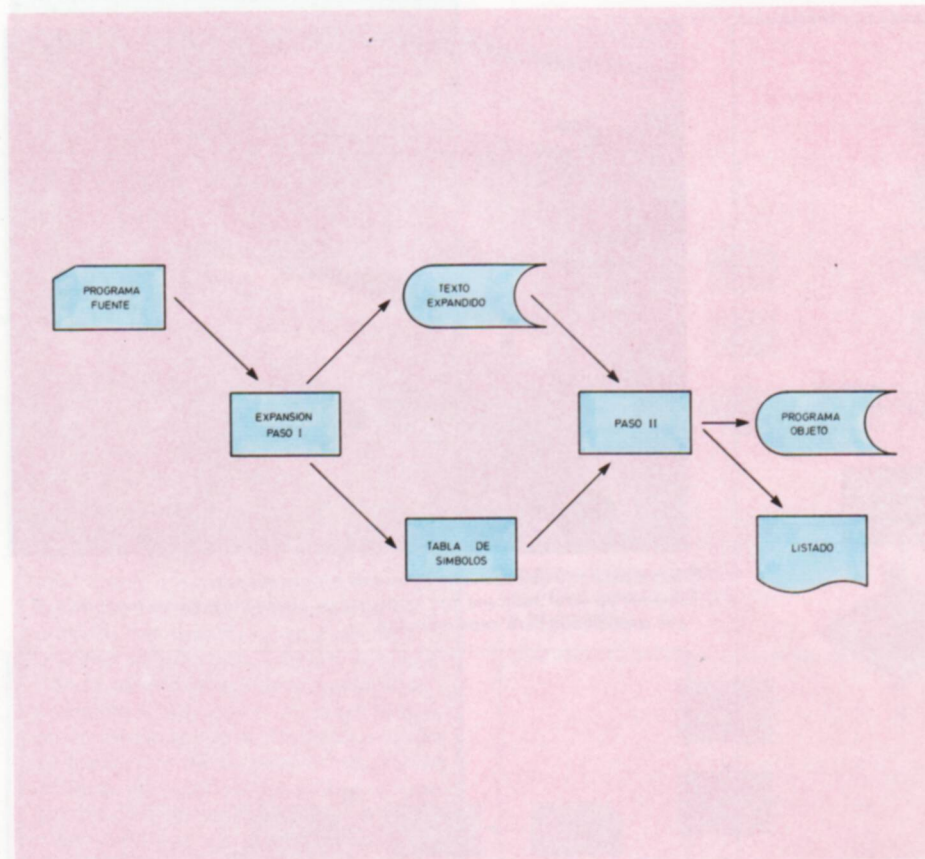 PROGRAMA
FUENTE
TEXTO
EXPANDIDO
EXPANSION
PASO I
PASO II
PROGRAMA
OBJETO
TABLA DE
SIMBOLOS
LISTADO